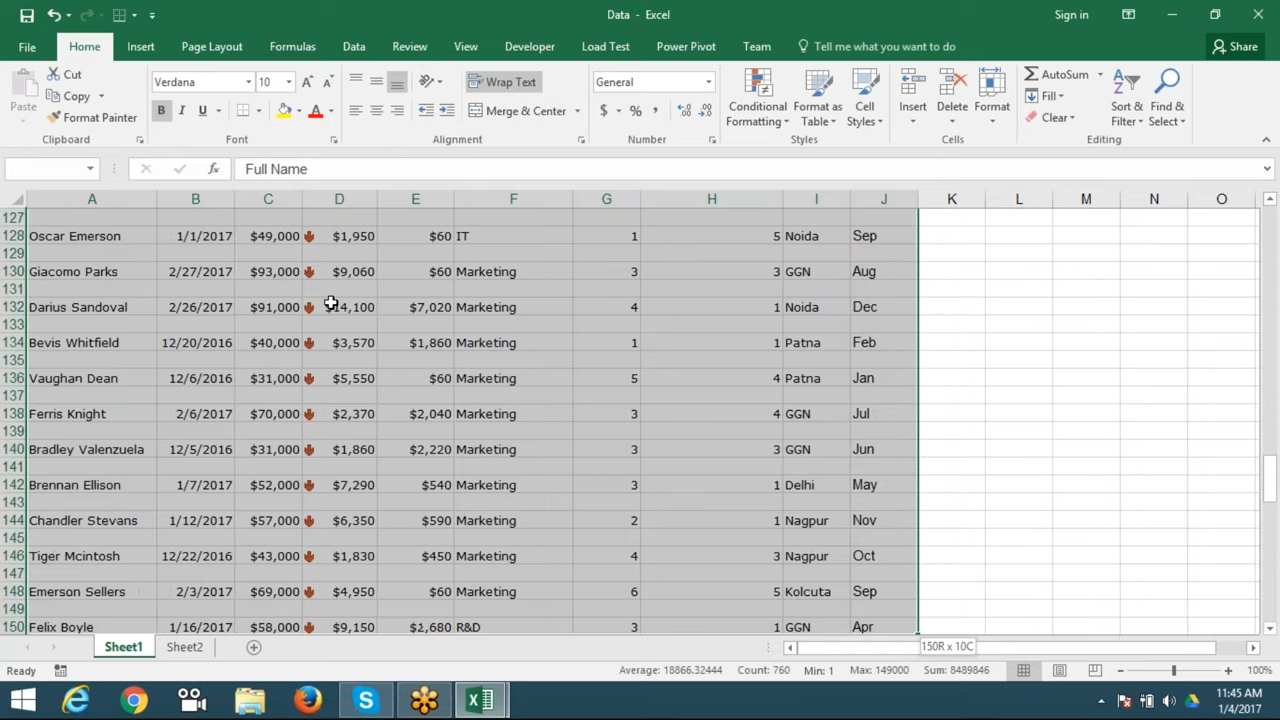 Data - Excel
Sign in
File Home Insert Page Layout Formulas Data Review View Developer Load Test Power Pivot Team Tell me what you want to do Share
Paste Cut Copy Format Painter
Verdana 10 B I U A
Wrap Text Merge & Center
General $ % ,
Conditional Formatting Format as Table Cell Styles
Insert Delete Format
AutoSum Fill Clear Sort & Filter Find & Select
Clipboard Font Alignment Number Styles Cells Editing
fx Full Name
A B C D E F G H I J K L M N O
127
128 Oscar Emerson 1/1/2017 $49,000 $1,950 $60 IT 1 5 Noida Sep
129
130 Giacomo Parks 2/27/2017 $93,000 $9,060 $60 Marketing 3 3 GGN Aug
131
132 Darius Sandoval 2/26/2017 $91,000 $14,100 $7,020 Marketing 4 1 Noida Dec
133
134 Bevis Whitfield 12/20/2016 $40,000 $3,570 $1,860 Marketing 1 1 Patna Feb
135
136 Vaughan Dean 12/6/2016 $31,000 $5,550 $60 Marketing 5 4 Patna Jan
137
138 Ferris Knight 2/6/2017 $70,000 $2,370 $2,040 Marketing 3 4 GGN Jul
139
140 Bradley Valenzuela 12/5/2016 $31,000 $1,860 $2,220 Marketing 3 3 GGN Jun
141
142 Brennan Ellison 1/7/2017 $52,000 $7,290 $540 Marketing 3 1 Delhi May
143
144 Chandler Stevans 1/12/2017 $57,000 $6,350 $590 Marketing 2 1 Nagpur Nov
145
146 Tiger Mcintosh 12/22/2016 $43,000 $1,830 $450 Marketing 4 3 Nagpur Oct
147
148 Emerson Sellers 2/3/2017 $69,000 $4,950 $60 Marketing 6 5 Kolcuta Sep
149
150 Felix Boyle 1/16/2017 $58,000 $9,150 $2,680 R&D 3 1 GGN Apr
Sheet1 Sheet2 150R x 10C
Ready Average: 18866.32444 Count: 760 Min: 1 Max: 149000 Sum: 8489846 100%
11:45 AM
1/4/2017